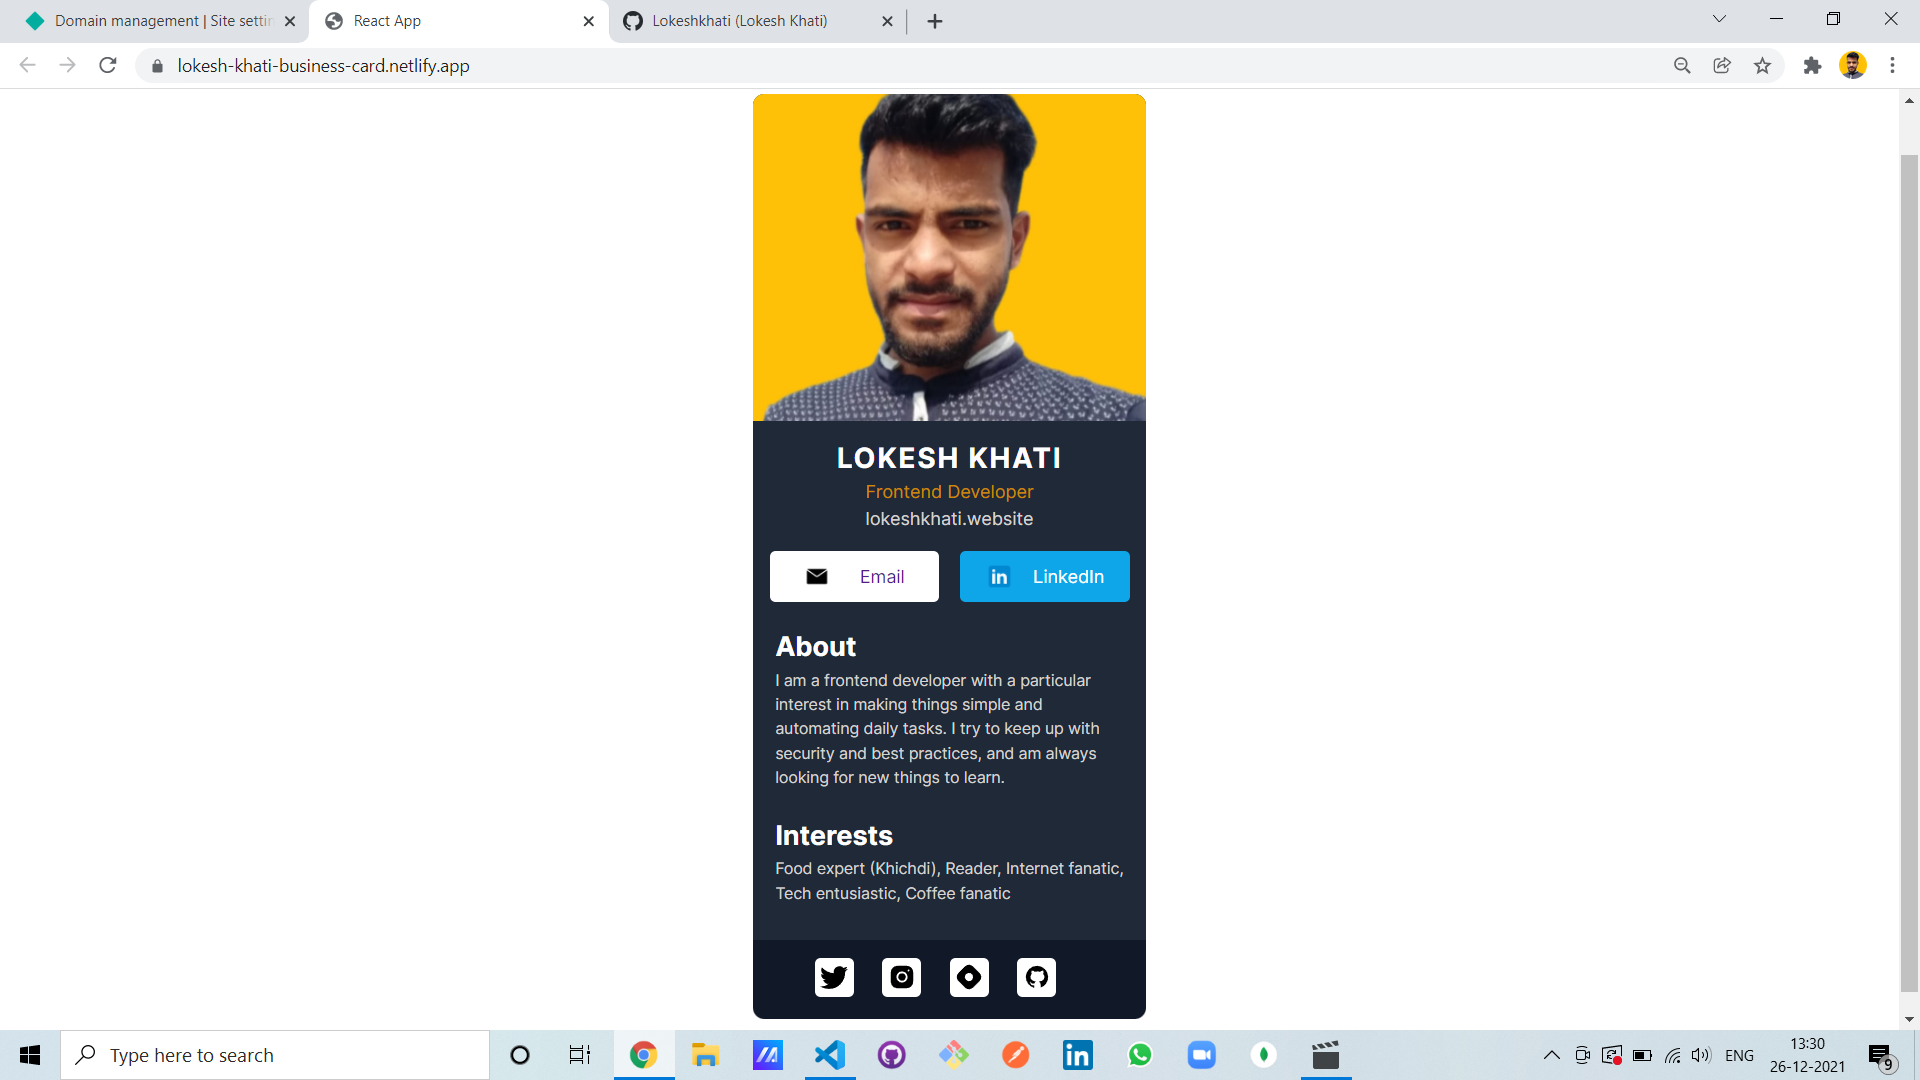 Domain management | Site settin
React App
Lokeshkhati (Lokesh Khati)
lokesh-khati-business-card.netlify.app
LOKESH KHATI
Frontend Developer
lokeshkhati.website
Email
in LinkedIn
About
I am a frontend developer with a particular
interest in making things simple and
automating daily tasks. I try to keep up with
security and best practices, and am always
looking for new things to learn.
Interests
Food expert (Khichdi), Reader, Internet fanatic,
Tech entusiastic, Coffee fanatic
Type here to search
in
ENG
13:30
26-12-2021
9